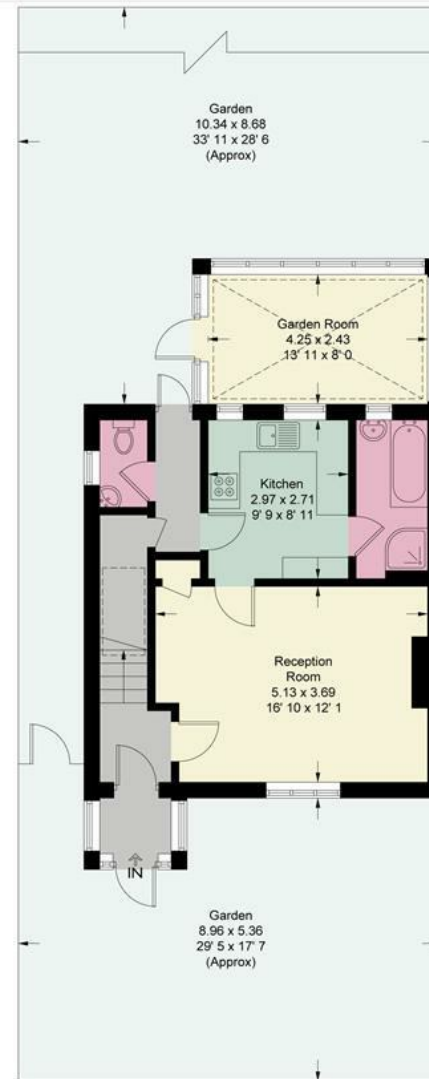 Garden
10.34 x 8.68
33' 11 x 28' 6
(Approx)
Garden Room
4.25 x 2.43
13' 11 x 8' 0
Kitchen
2.97 x 2.71
9' 9 x 8' 11
Reception
Room
5.13 x 3.69
16' 10 x 12' 1
IN
Garden
8.96 x 5.36
29' 5 x 17' 7
(Approx)